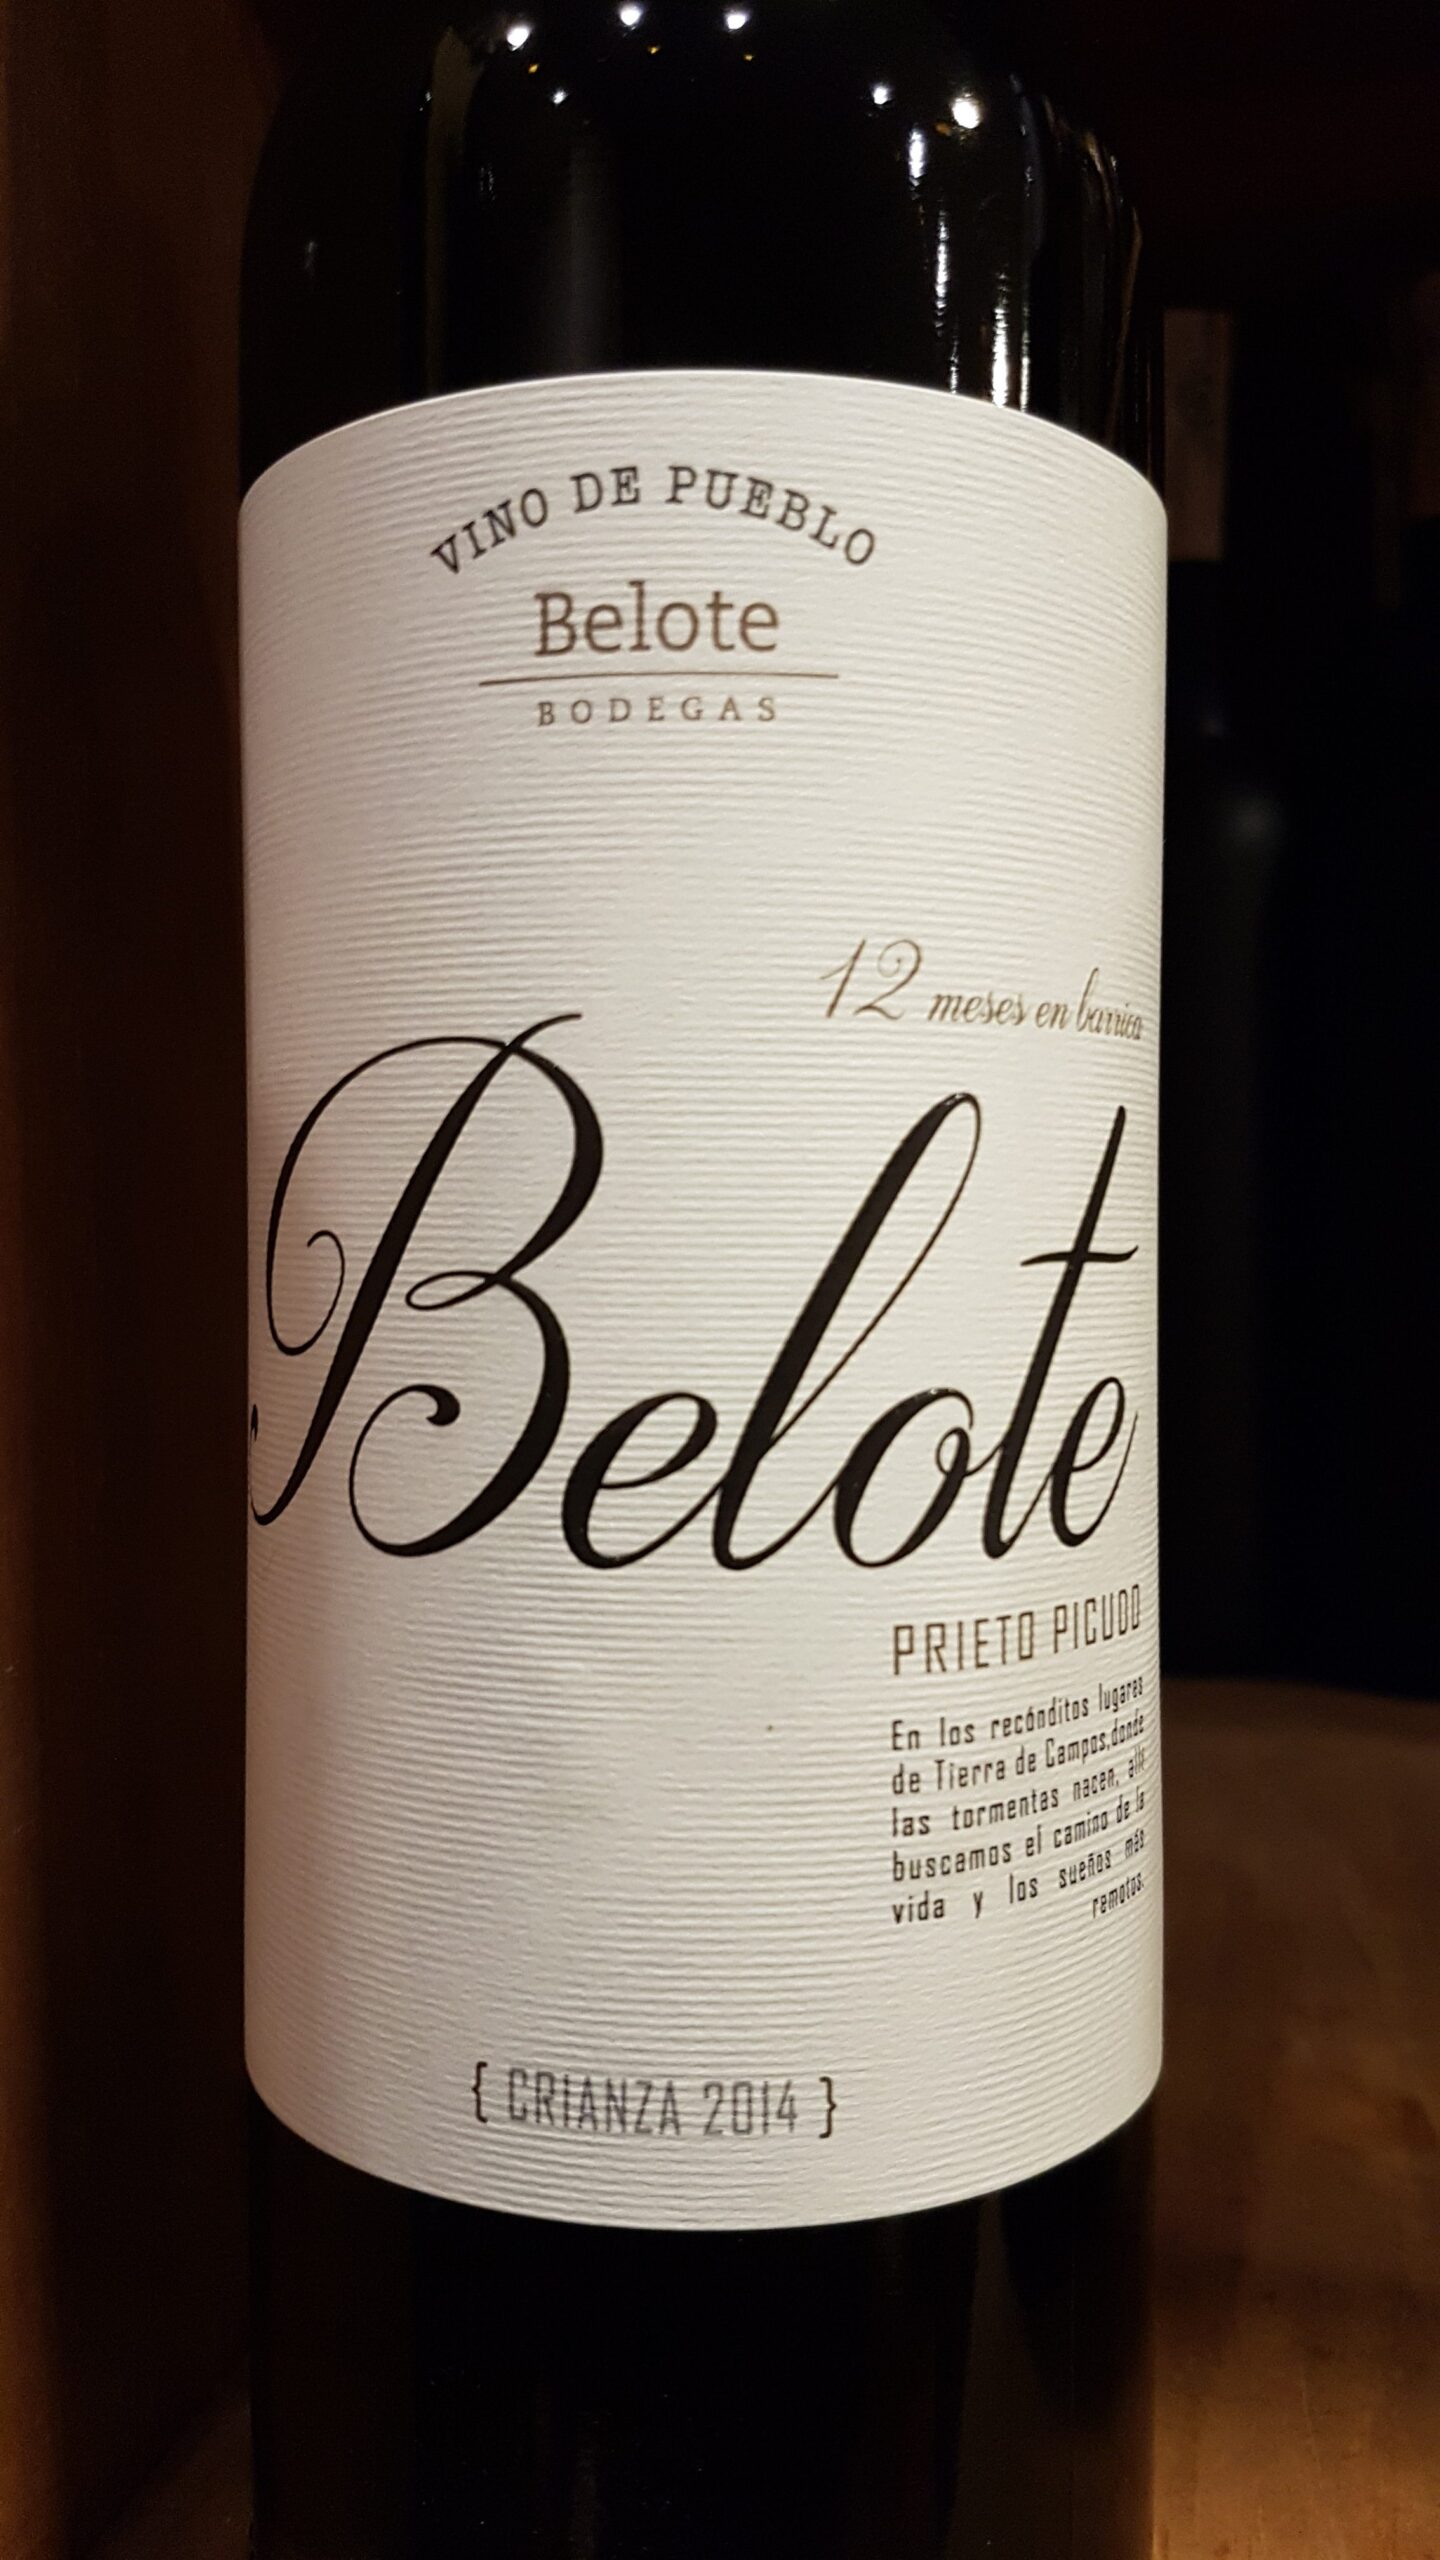 VINO DE PUEBLO
Belote
BODEGAS
12 meses en barrica
Belote
PRIETO PICUDO
En los recónditos lugares
de Tierra de Campos,donde
las tormentas nacen, allí
buscamos el camino de la
vida y los sueños más
remotos.
{ CRIANZA 2014 }